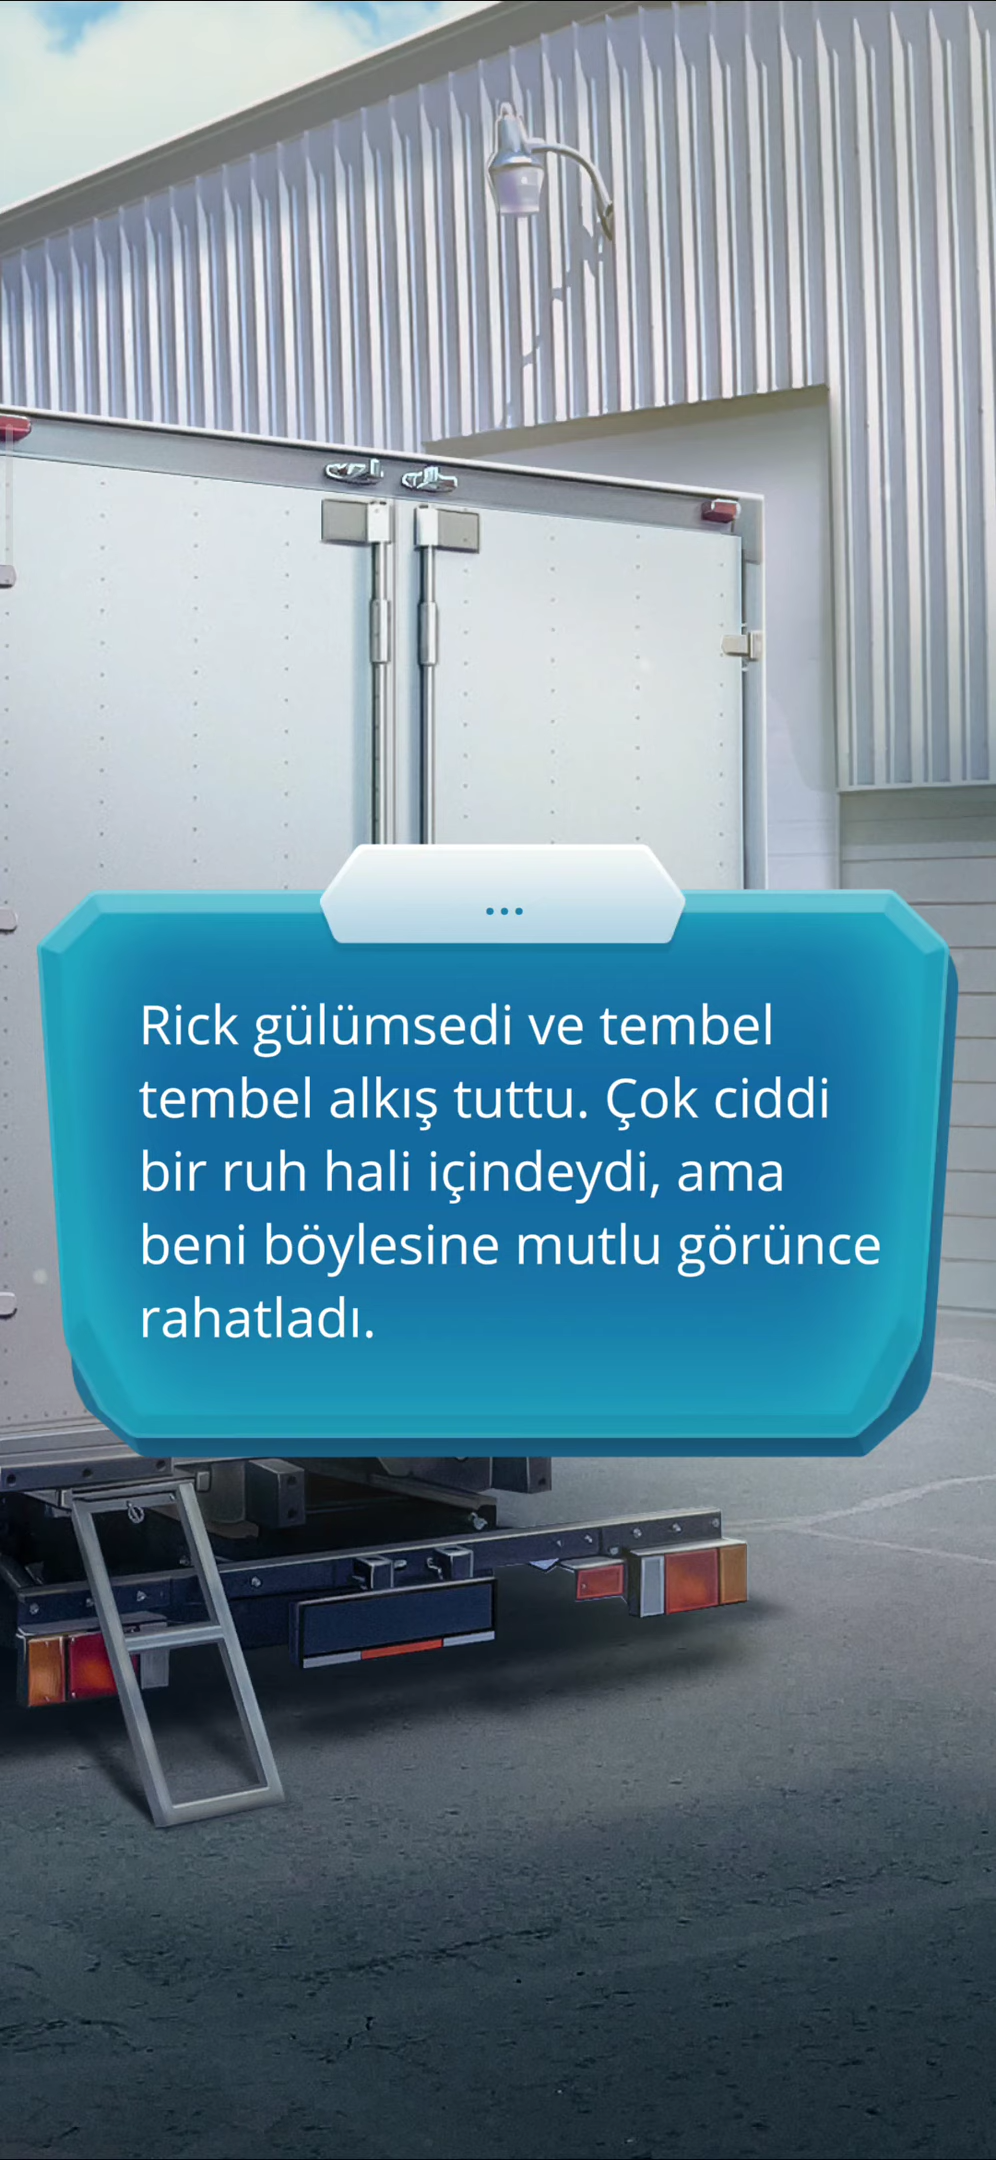 ...
Rick gülümsedi ve tembel
tembel alkış tuttu. Çok ciddi
bir ruh hali içindeydi, ama
beni böylesine mutlu görünce
rahatladı.